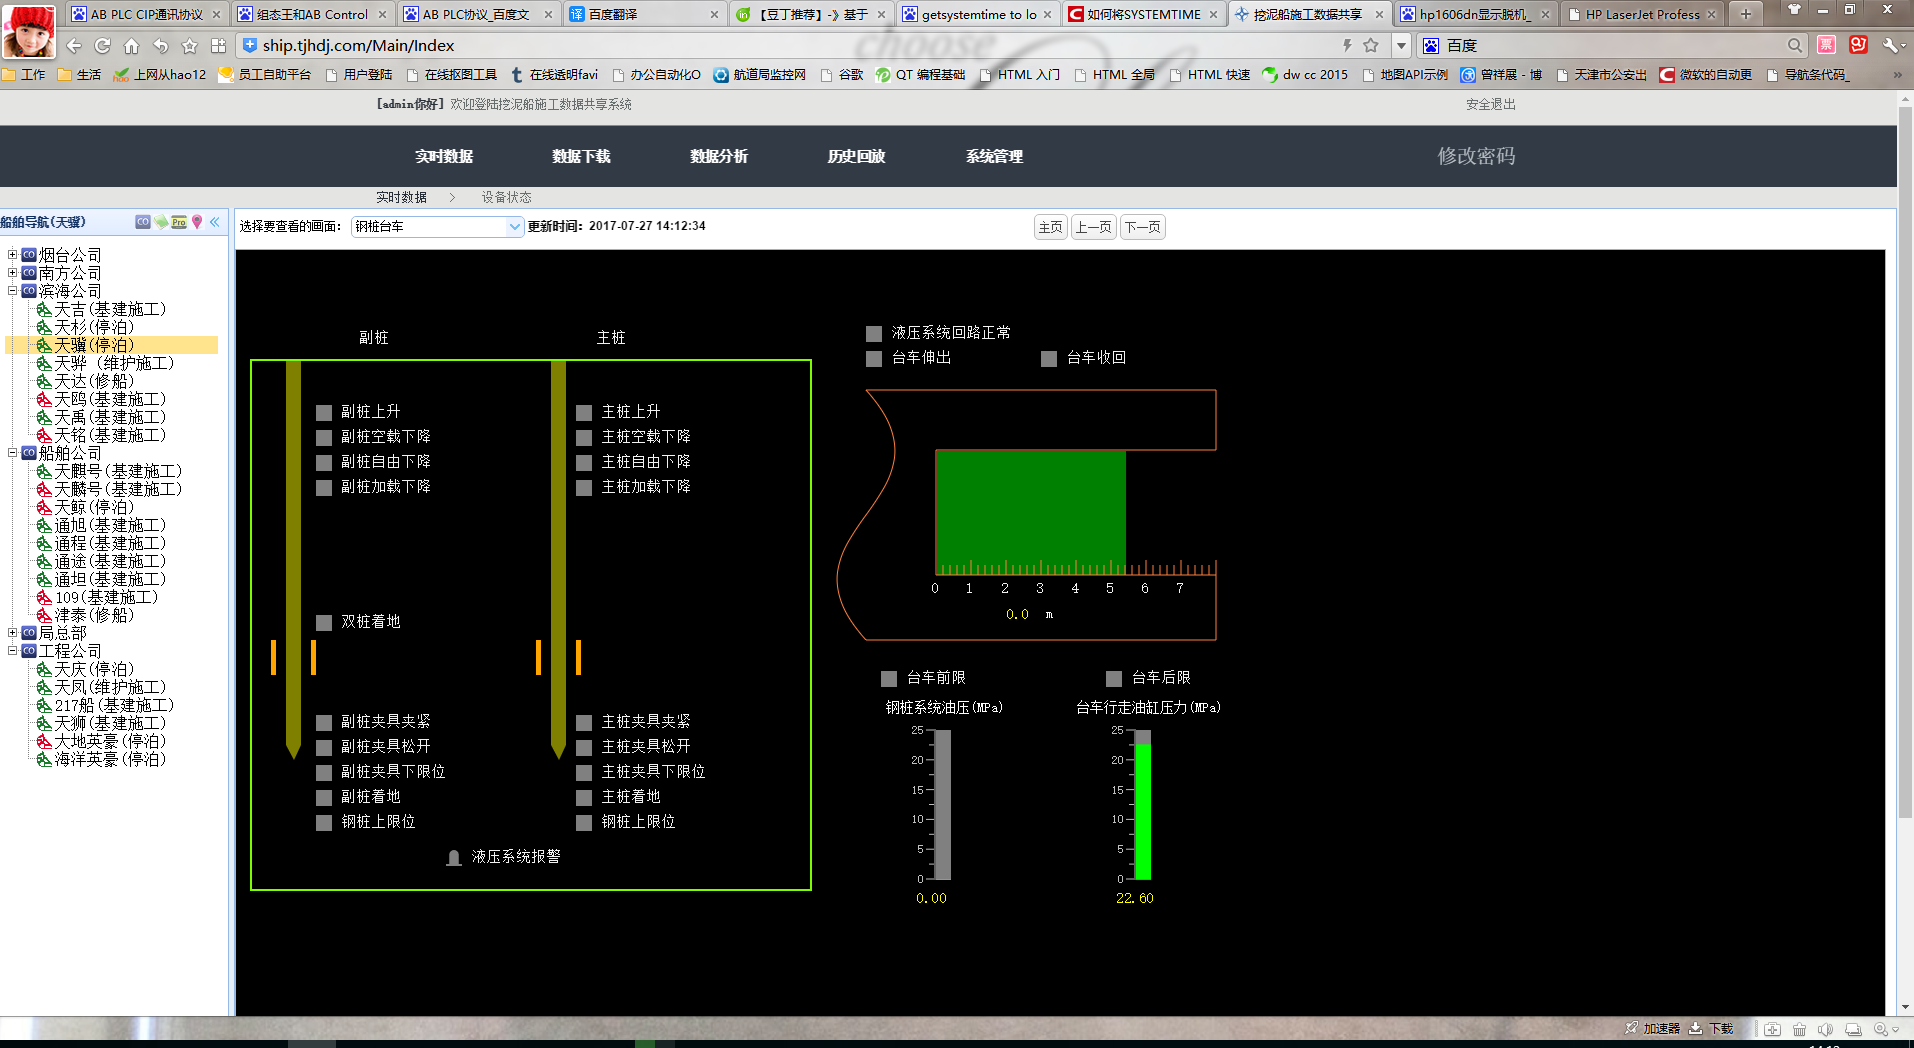 AB PLC CIP通讯协议
组态王和AB Control
AB PLC协议_百度文
百度翻译
【豆丁推荐】-》基于
getsystemtime to lo
如何将SYSTEMTIME
挖泥船施工数据共享
hp1606dn显示脱机_
HP LaserJet Profess
ship.tjhdj.com/Main/Index
百度
工作
生活
上网从hao12
员工自助平台
用户登陆
在线抠图工具
在线透明favi
办公自动化O
航道局监控网
谷歌
QT 编程基础
HTML 入门
HTML 全局
HTML 快速
dw cc 2015
地图API示例
曾祥展 - 博
天津市公安出
微软的自动更
导航条代码_
choose
[admin你好] 欢迎登陆挖泥船施工数据共享系统
安全退出
实时数据
数据下载
数据分析
历史回放
系统管理
修改密码
实时数据 > 设备状态
船舶导航(天骥)
CO
Pro
选择要查看的画面: 钢桩台车
更新时间: 2017-07-27 14:12:34
主页
上一页
下一页
烟台公司
南方公司
滨海公司
天吉(基建施工)
天杉(停泊)
天骥(停泊)
天骅 (维护施工)
天达(修船)
天鸥(基建施工)
天禹(基建施工)
天铭(基建施工)
船舶公司
天麒号(基建施工)
天麟号(基建施工)
天鲸(停泊)
通旭(基建施工)
通程(基建施工)
通途(基建施工)
通坦(基建施工)
109(基建施工)
津泰(修船)
局总部
工程公司
天庆(停泊)
天凤(维护施工)
217船(基建施工)
天狮(基建施工)
大地英豪(停泊)
海洋英豪(停泊)
副桩
主桩
副桩上升
副桩空载下降
副桩自由下降
副桩加载下降
主桩上升
主桩空载下降
主桩自由下降
主桩加载下降
双桩着地
副桩夹具夹紧
副桩夹具松开
副桩夹具下限位
副桩着地
钢桩上限位
主桩夹具夹紧
主桩夹具松开
主桩夹具下限位
主桩着地
钢桩上限位
液压系统报警
液压系统回路正常
台车伸出
台车收回
0 1 2 3 4 5 6 7
0.0 m
台车前限
台车后限
钢桩系统油压(MPa)
25
20
15
10
5
0
0.00
台车行走油缸压力(MPa)
25
20
15
10
5
0
22.60
加速器
下载